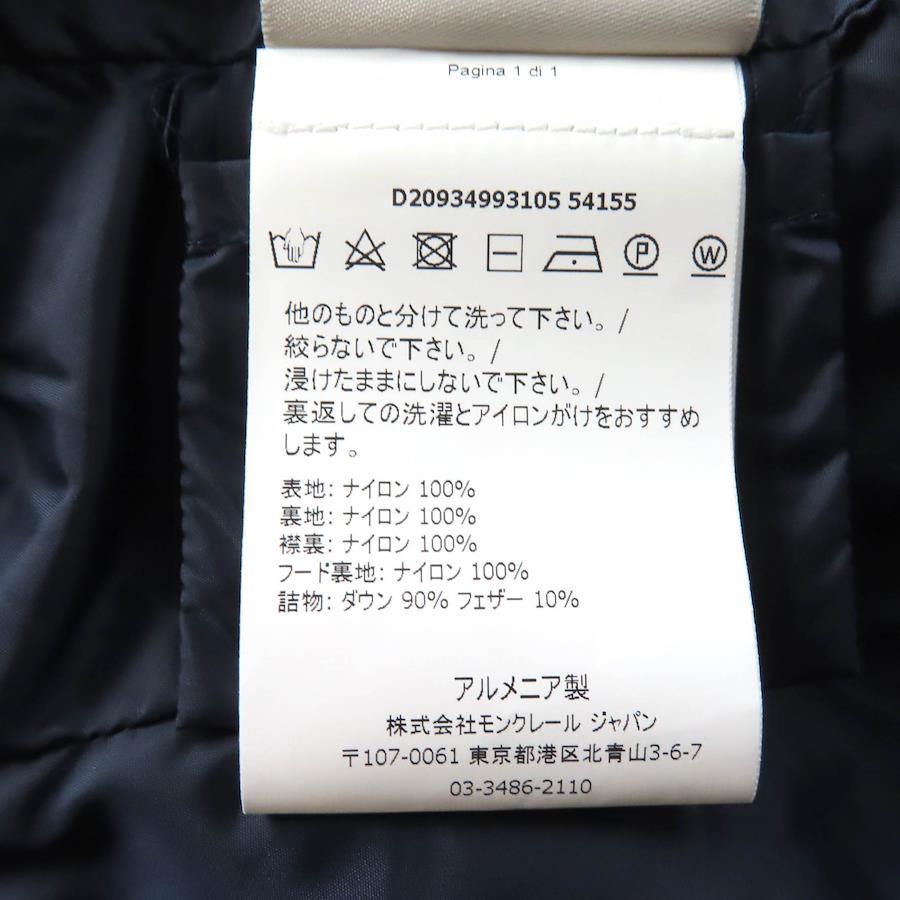 Pagina 1 di 1
D20934993105 54155
P W
他のものと分けて洗って下さい。/
絞らないで下さい。/
浸けたままにしないで下さい。/
裏返しての洗濯とアイロンがけをおすすめ
します。
表地: ナイロン 100%
裏地: ナイロン 100%
襟裏: ナイロン 100%
フード裏地: ナイロン 100%
詰物: ダウン 90% フェザー 10%
アルメニア製
株式会社モンクレール ジャパン
〒107-0061 東京都港区北青山3-6-7
03-3486-2110